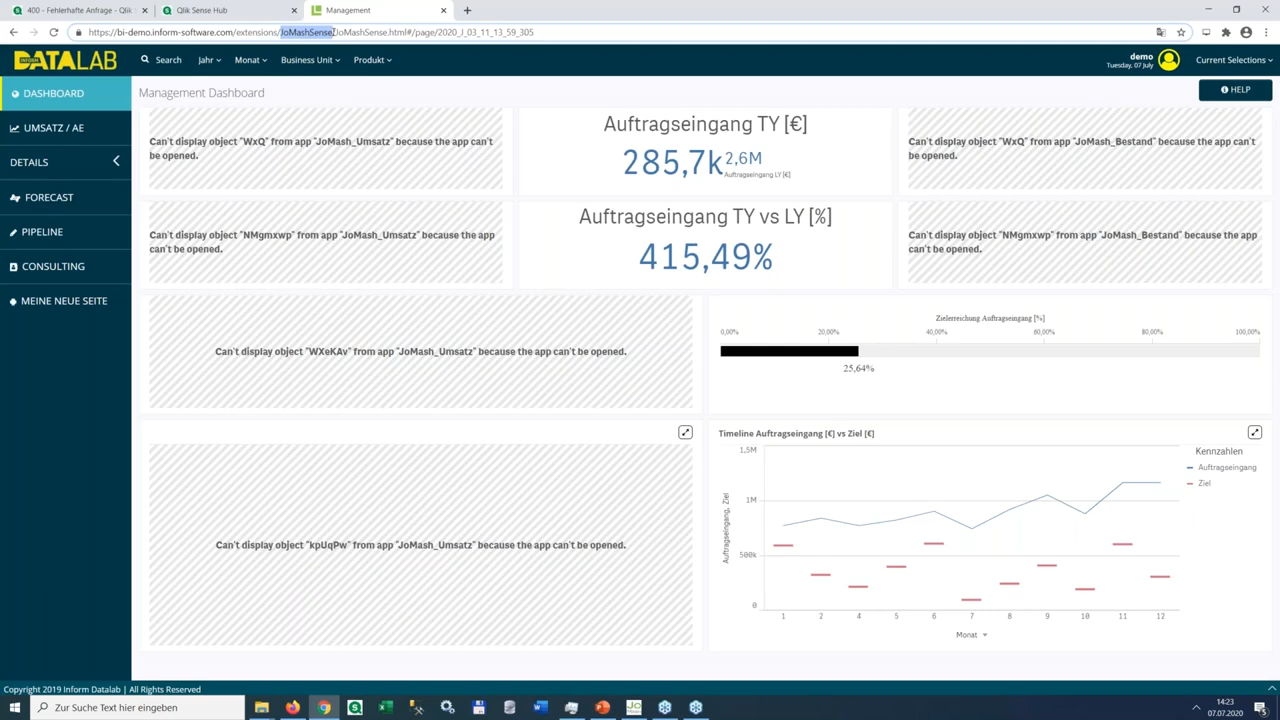 400 - Fehlerhafte Anfrage - Qlik
Qlik Sense Hub
Management
https://bi-demo.inform-software.com/extensions/JoMashSense/JoMashSense.html#/page/2020_J_03_11_13_59_305
INFORM DATALAB
Search
Jahr
Monat
Business Unit
Produkt
demo
Tuesday, 07 July
Current Selections
DASHBOARD
UMSATZ / AE
DETAILS
FORECAST
PIPELINE
CONSULTING
MEINE NEUE SEITE
Management Dashboard
HELP
Can't display object "WxQ" from app "JoMash_Umsatz" because the app can't
be opened.
Auftragseingang TY [€]
285,7k
2,6M
Auftragseingang LY [€]
Can't display object "WxQ" from app "JoMash_Bestand" because the app can't
be opened.
Can't display object "NMgmxwp" from app "JoMash_Umsatz" because the app
can't be opened.
Auftragseingang TY vs LY [%]
415,49%
Can't display object "NMgmxwp" from app "JoMash_Bestand" because the app
can't be opened.
Can't display object "WXeKAv" from app "JoMash_Umsatz" because the app can't be opened.
Zielerreichung Auftragseingang [%]
0,00%
20,00%
40,00%
60,00%
80,00%
100,00%
25,64%
Can't display object "kpUqPw" from app "JoMash_Umsatz" because the app can't be opened.
Timeline Auftragseingang [€] vs Ziel [€]
Auftragseingang, Ziel
1,5M
1M
500k
0
1 2 3 4 5 6 7 8 9 10 11 12
Monat
Kennzahlen
Auftragseingang
Ziel
Copyright 2019 Inform Datalab | All Rights Reserved
Zur Suche Text hier eingeben
14:23
07.07.2020